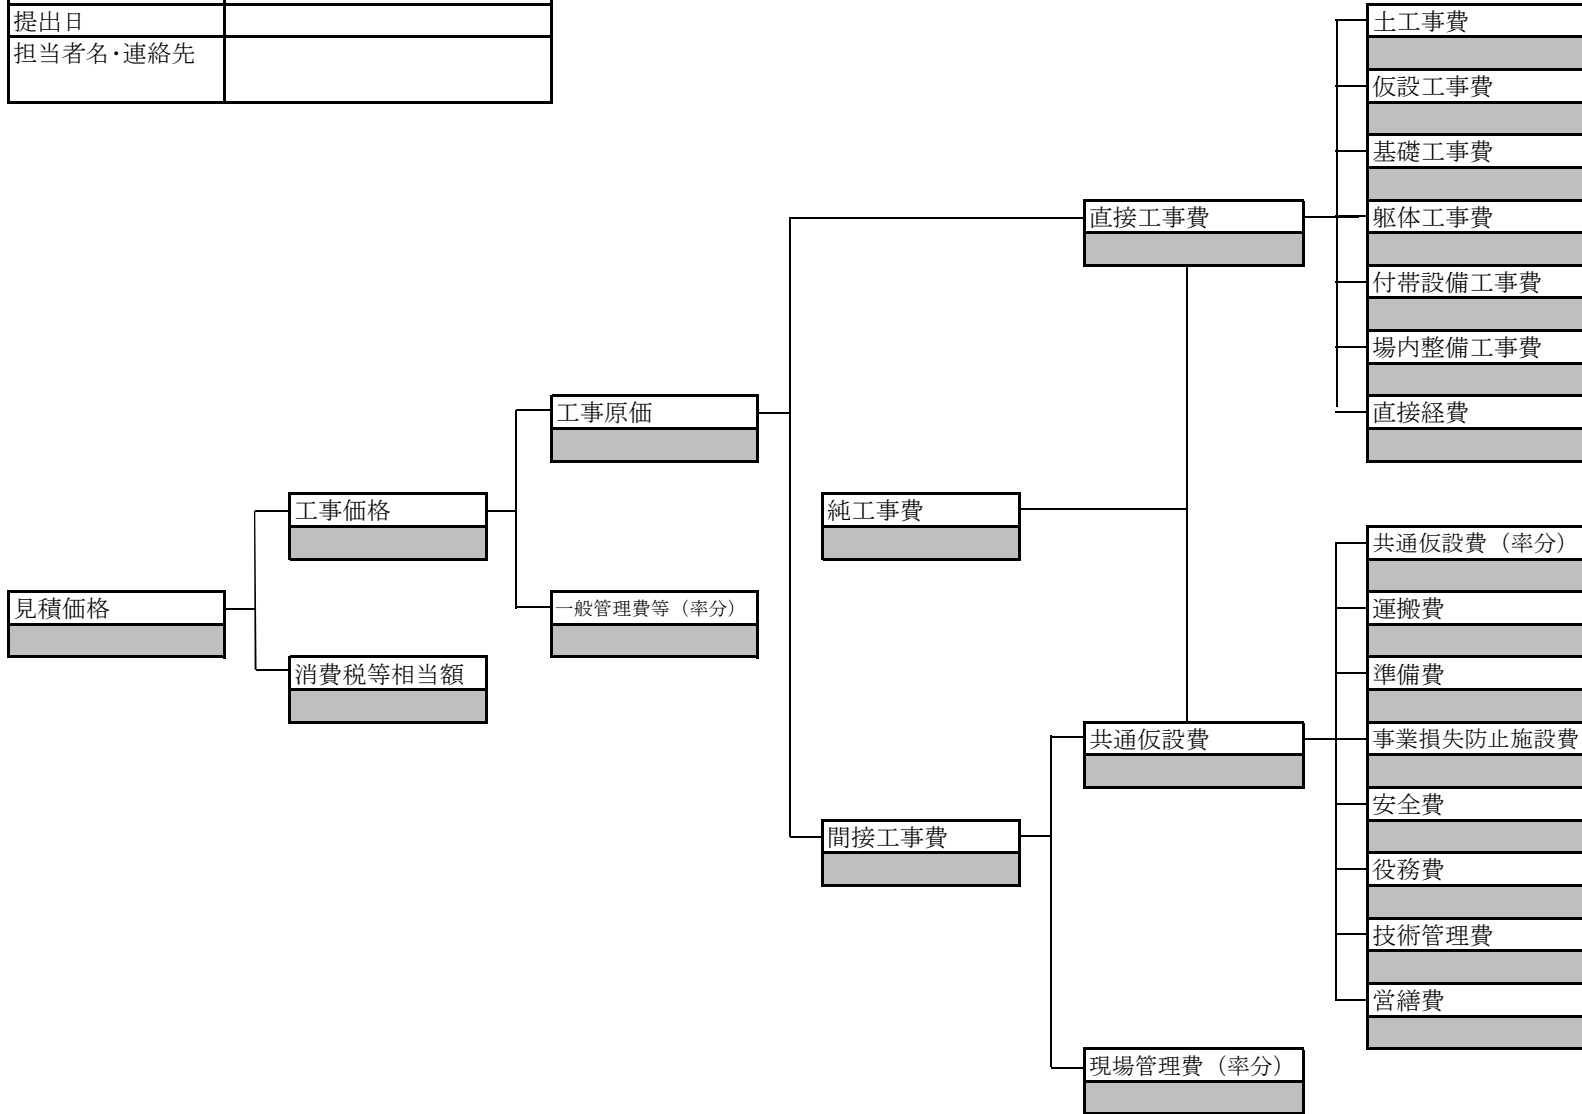 提出日
担当者名・連絡先
土工事費
仮設工事費
基礎工事費
直接工事費
躯体工事費
付帯設備工事費
場内整備工事費
工事原価
直接経費
工事価格
純工事費
共通仮設費（率分）
見積価格
一般管理費等（率分）
運搬費
消費税等相当額
準備費
共通仮設費
事業損失防止施設費
安全費
間接工事費
役務費
技術管理費
営繕費
現場管理費（率分）